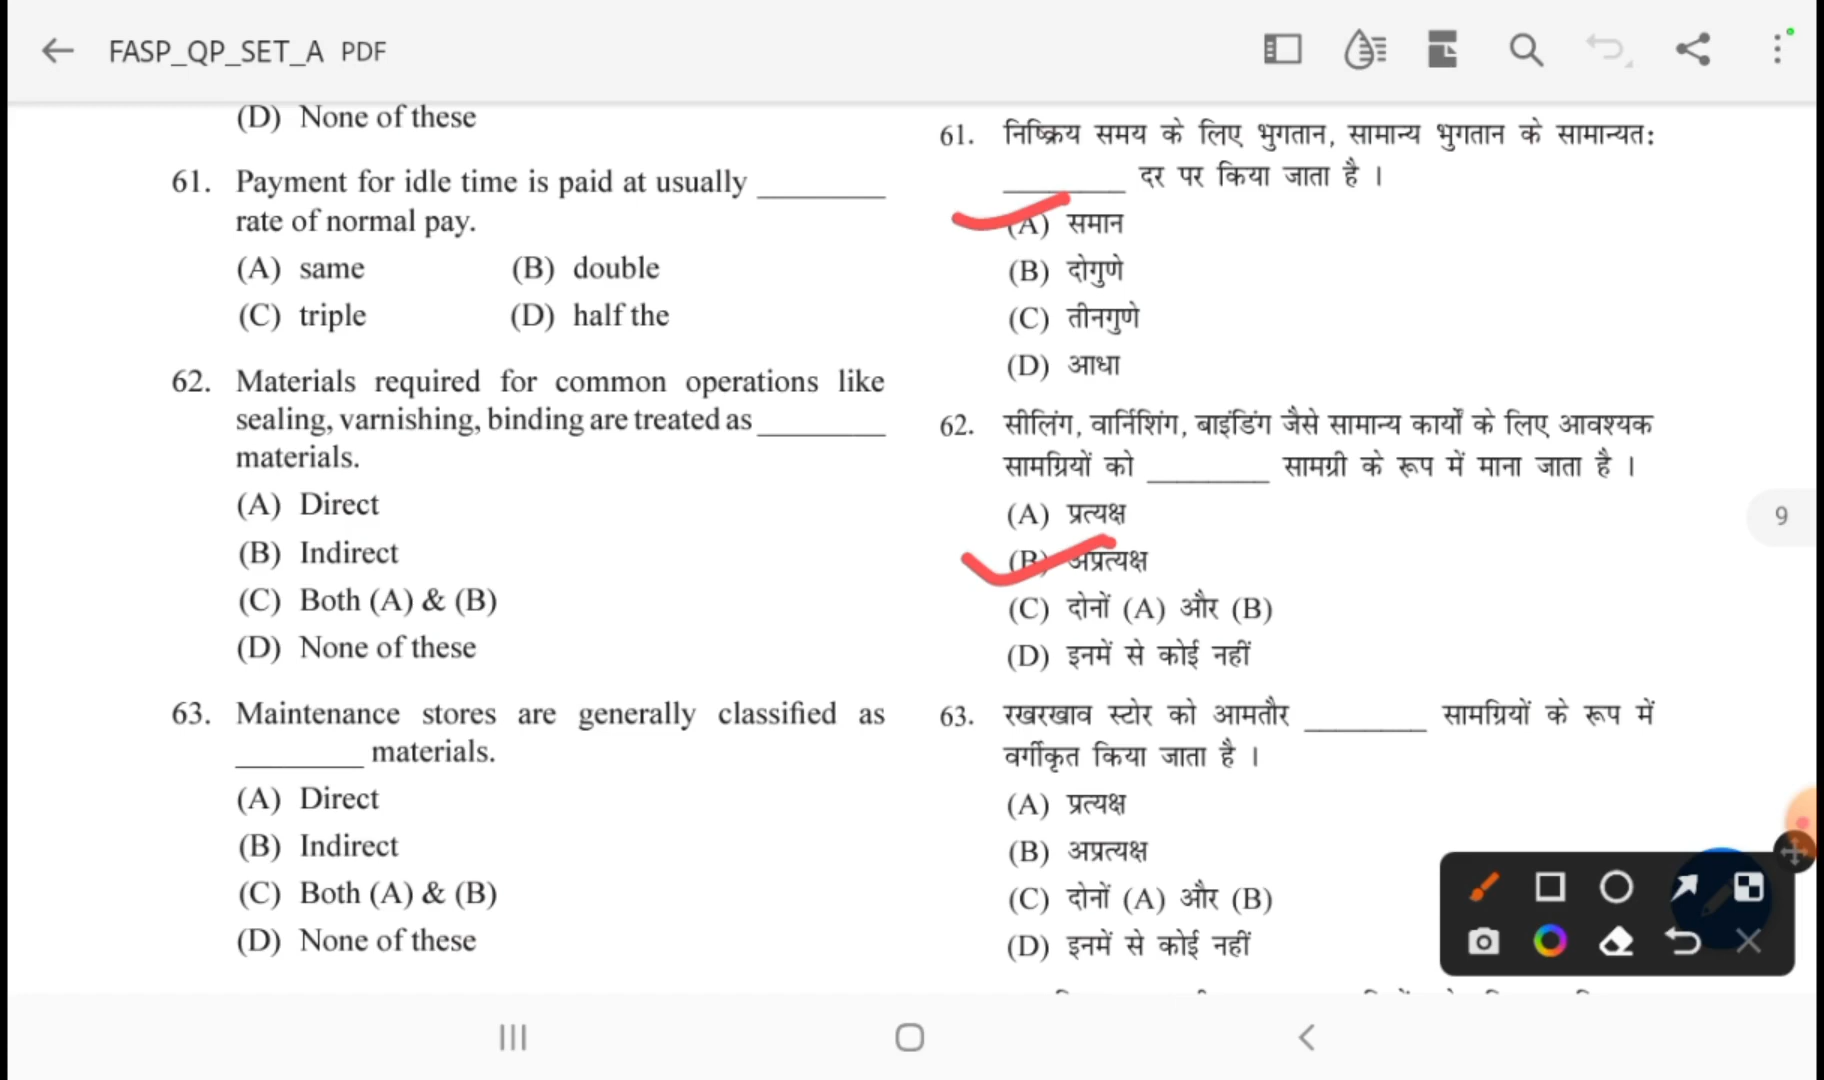 FASP_QP_SET_A PDF
(D) None of these
61. Payment for idle time is paid at usually ________
rate of normal pay.
(A) same (B) double
(C) triple (D) half the
62. Materials required for common operations like
sealing, varnishing, binding are treated as ________
materials.
(A) Direct
(B) Indirect
(C) Both (A) & (B)
(D) None of these
63. Maintenance stores are generally classified as
________ materials.
(A) Direct
(B) Indirect
(C) Both (A) & (B)
(D) None of these
61. निष्क्रिय समय के लिए भुगतान, सामान्य भुगतान के सामान्यत:
________ दर पर किया जाता है ।
(A) समान
(B) दोगुणे
(C) तीनगुणे
(D) आधा
62. सीलिंग, वार्निशिंग, बाइंडिंग जैसे सामान्य कार्यों के लिए आवश्यक
सामग्रियों को ________ सामग्री के रूप में माना जाता है ।
(A) प्रत्यक्ष
(B) अप्रत्यक्ष
(C) दोनों (A) और (B)
(D) इनमें से कोई नहीं
63. रखरखाव स्टोर को आमतौर ________ सामग्रियों के रूप में
वर्गीकृत किया जाता है ।
(A) प्रत्यक्ष
(B) अप्रत्यक्ष
(C) दोनों (A) और (B)
(D) इनमें से कोई नहीं
9